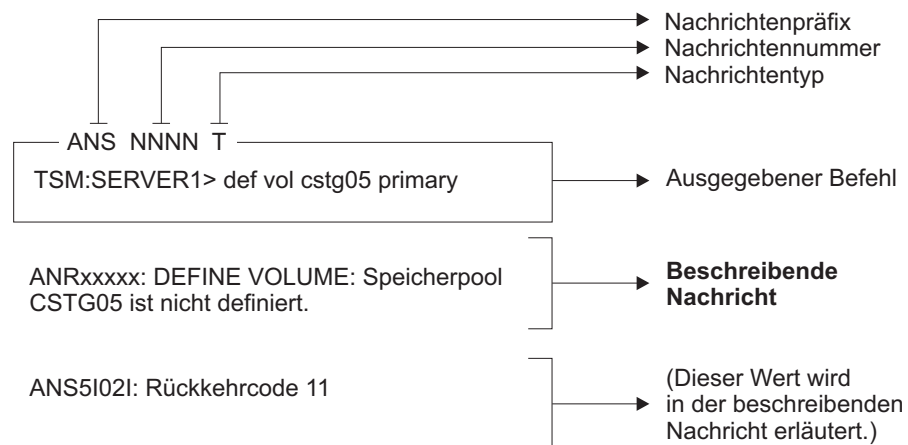 Nachrichtenpräfix
Nachrichtennummer
Nachrichtentyp
ANS NNNN T
TSM:SERVER1> def vol cstg05 primary
Ausgegebener Befehl
ANRxxxxx: DEFINE VOLUME: Speicherpool
CSTG05 ist nicht definiert.
Beschreibende
Nachricht
ANS5I02I: Rückkehrcode 11
(Dieser Wert wird
in der beschreibenden
Nachricht erläutert.)